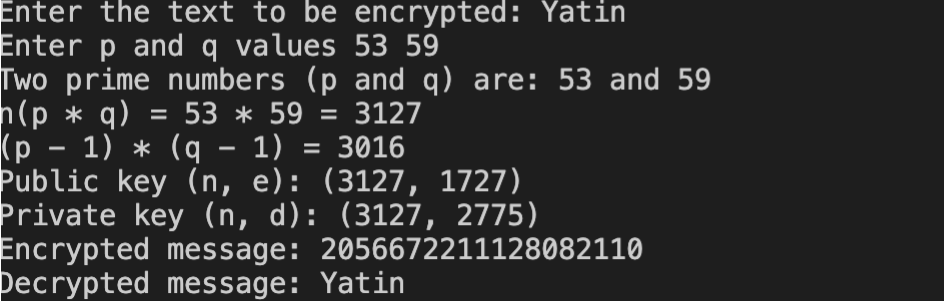 Enter the text to be encrypted: Yatin
Enter p and q values 53 59
Two prime numbers (p and q) are: 53 and 59
n(p * q) = 53 * 59 = 3127
(p - 1) * (q - 1) = 3016
Public key (n, e): (3127, 1727)
Private key (n, d): (3127, 2775)
Encrypted message: 2056672211128082110
Decrypted message: Yatin